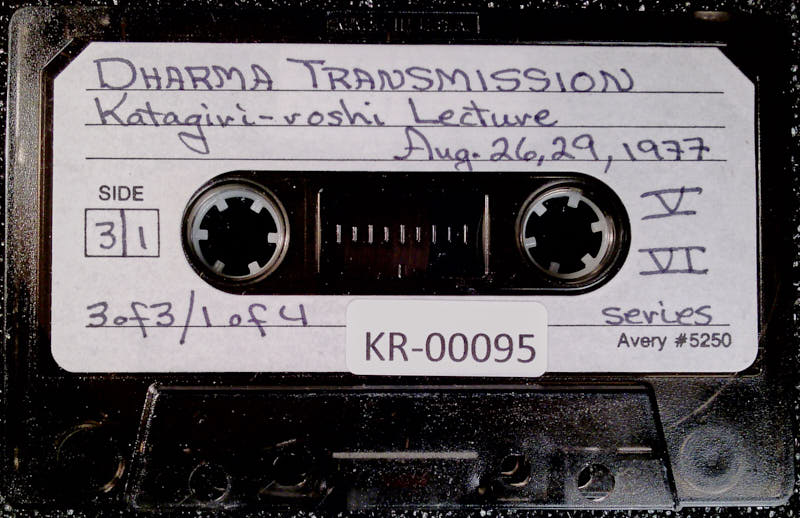 DHARMA TRANSMISSION
Katagiri-roshi Lecture
Aug. 26, 29, 1977
SIDE
3|1
V
VI
3 of 3/1 of 4
series
KR-00095
Avery #5250